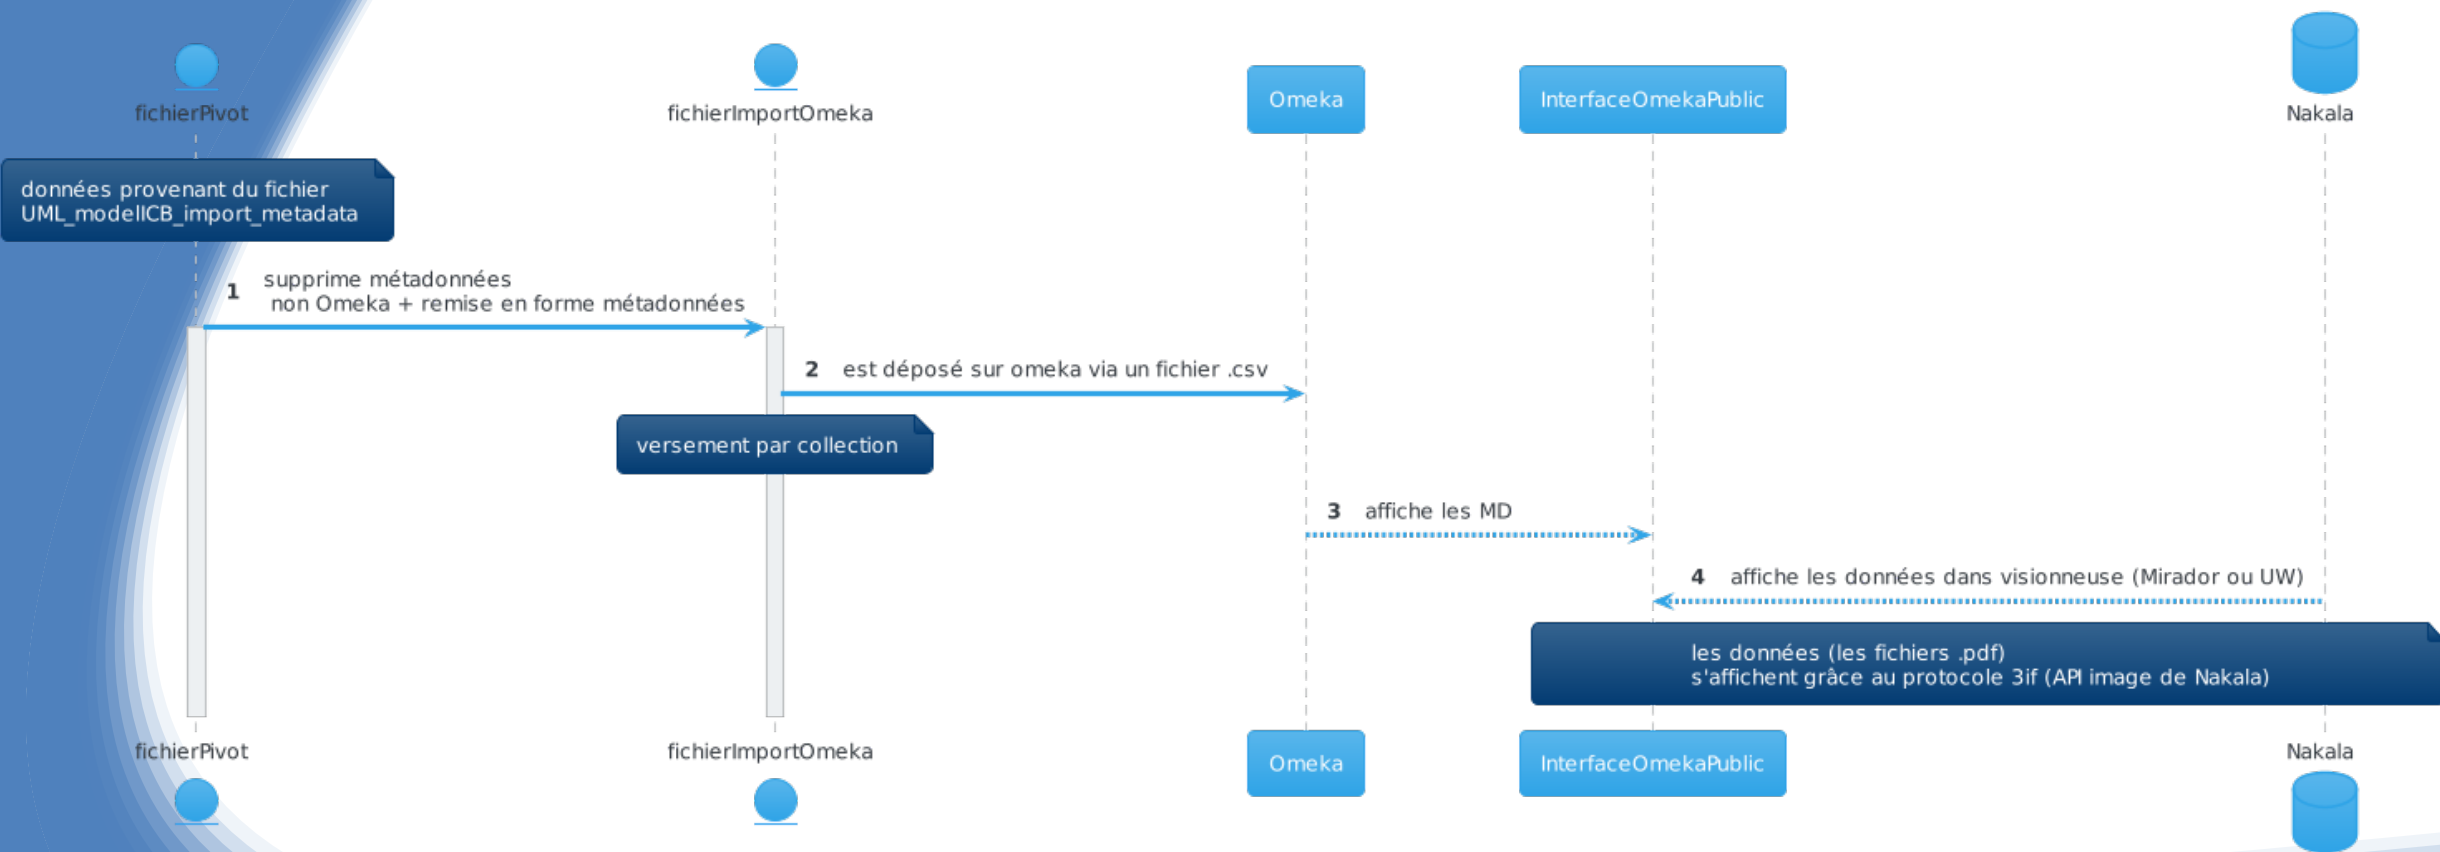 fichierPivot
fichierImportOmeka
Omeka
InterfaceOmekaPublic
Nakala
données provenant du fichier
UML_modelICB_import_metadata
1 supprime métadonnées
non Omeka + remise en forme métadonnées
2 est déposé sur omeka via un fichier .csv
versement par collection
3 affiche les MD
4 affiche les données dans visionneuse (Mirador ou UW)
les données (les fichiers .pdf)
s'affichent grâce au protocole 3if (API image de Nakala)
fichierPivot
fichierImportOmeka
Omeka
InterfaceOmekaPublic
Nakala